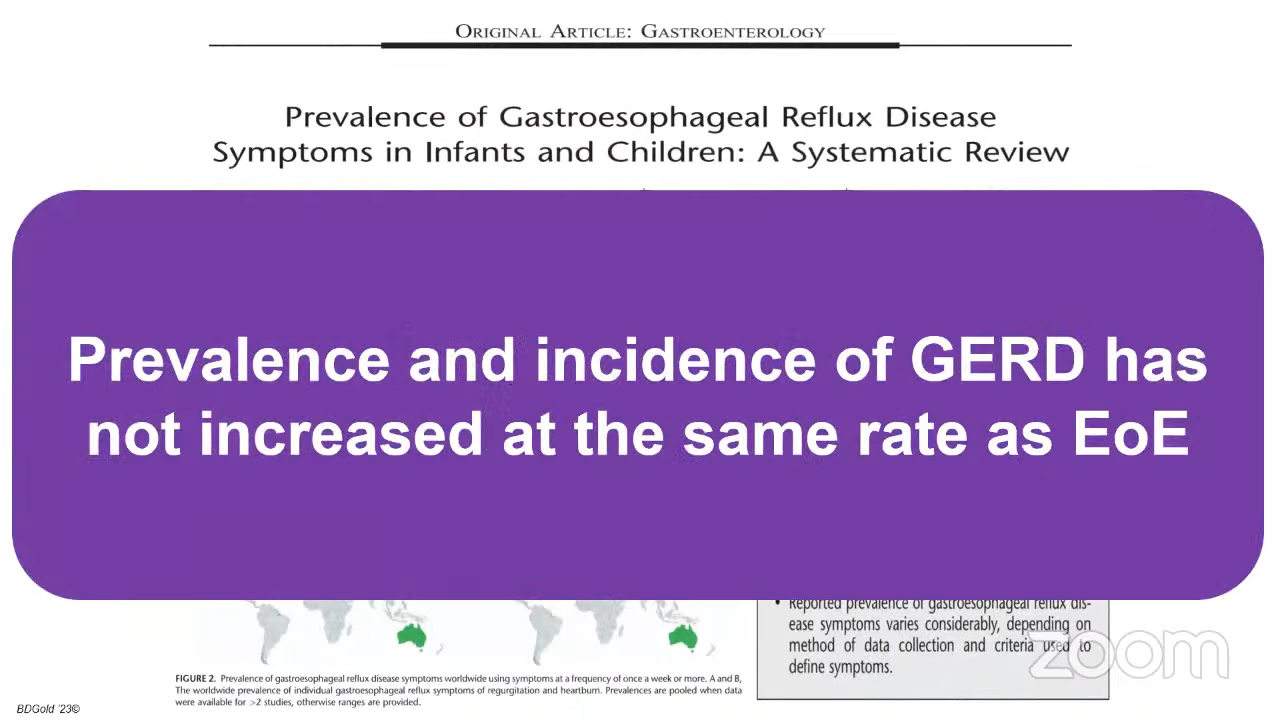 ORIGINAL ARTICLE: GASTROENTEROLOGY
Prevalence of Gastroesophageal Reflux Disease
Symptoms in Infants and Children: A Systematic Review
Prevalence and incidence of GERD has
not increased at the same rate as EoE
• Reported prevalence of gastroesophageal reflux dis-
ease symptoms varies considerably, depending on
method of data collection and criteria used to
define symptoms.
zoom
FIGURE 2. Prevalence of gastroesophageal reflux disease symptoms worldwide using symptoms at a frequency of once a week or more. A and B,
The worldwide prevalence of individual gastroesophageal reflux symptoms of regurgitation and heartburn. Prevalences are pooled when data
were available for >2 studies, otherwise ranges are provided.
BDGold '23©